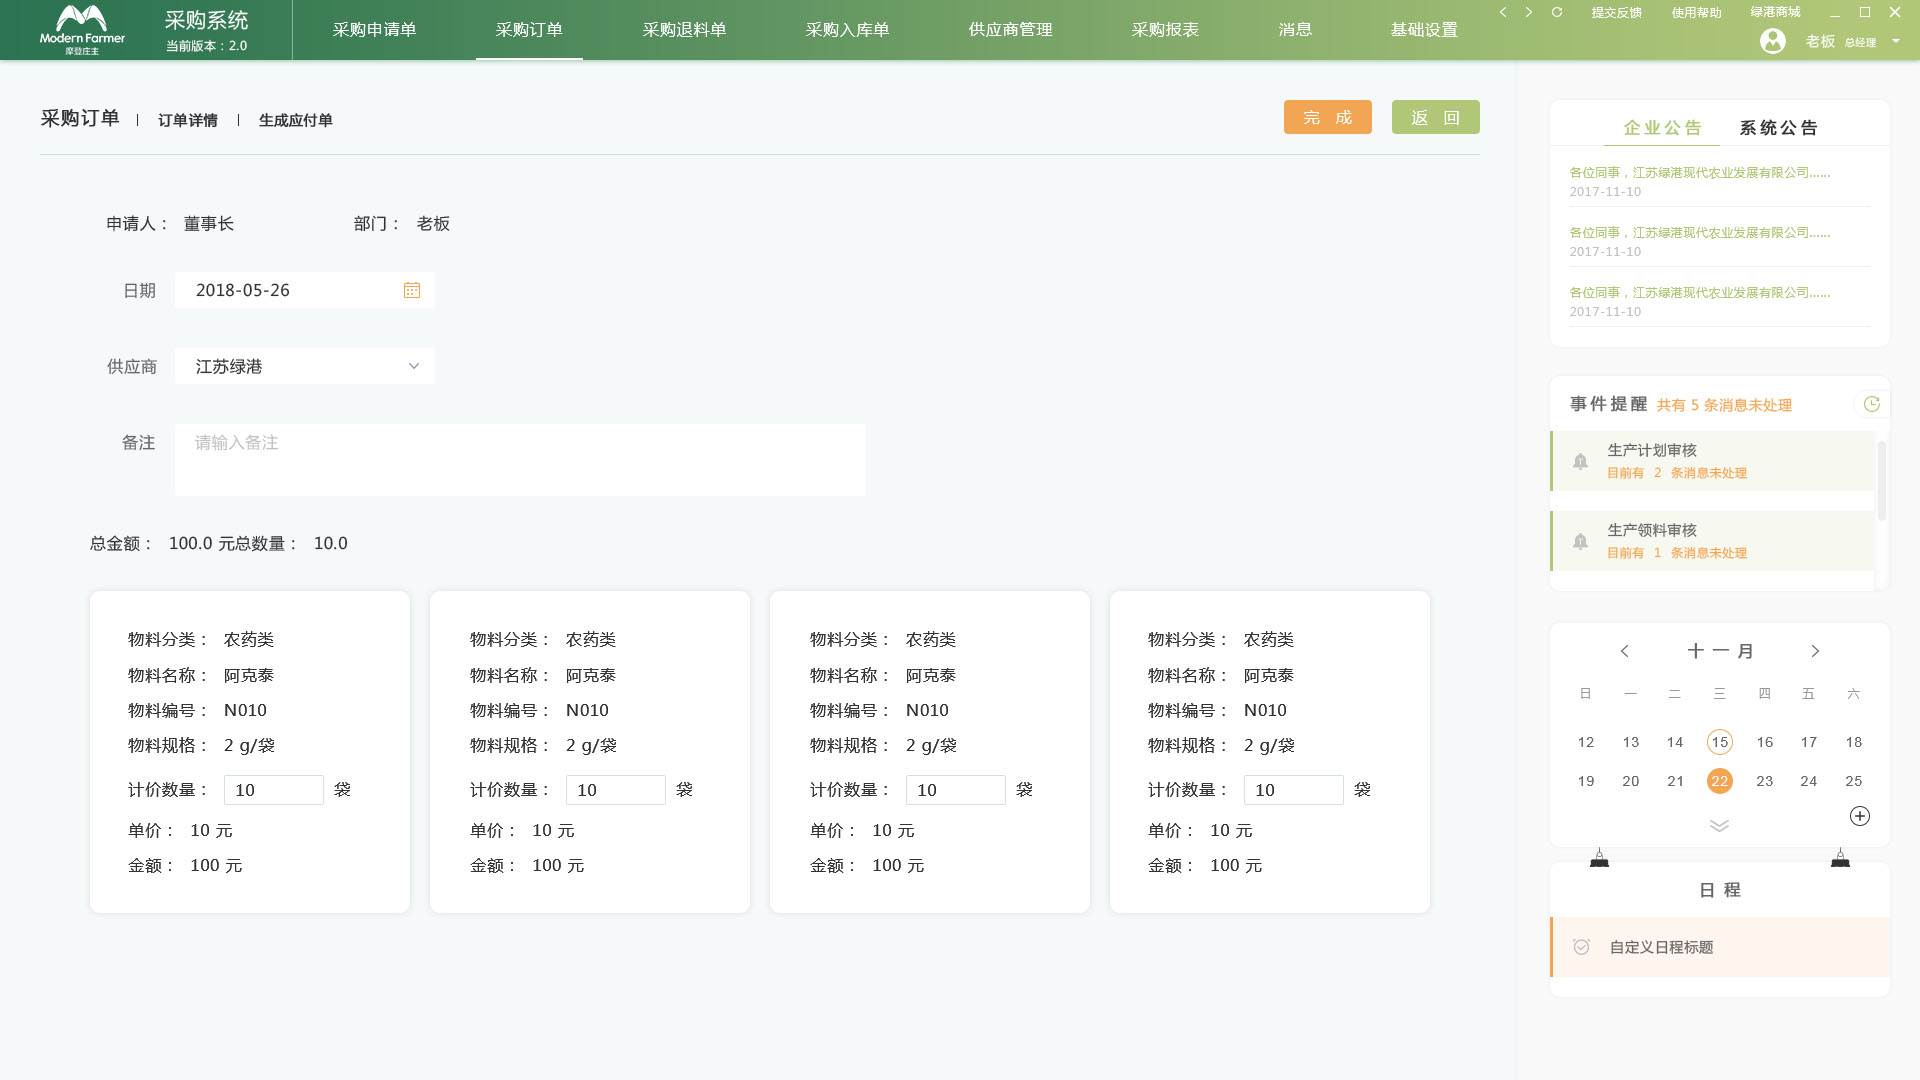 Modern Farmer
摩登庄主
采购系统
当前版本：2.0
采购申请单
采购订单
采购退料单
采购入库单
供应商管理
采购报表
消息
基础设置
提交反馈
使用帮助
绿港商城
老板 总经理
采购订单
订单详情
生成应付单
完 成
返 回
申请人： 董事长
部门： 老板
日期 2018-05-26
供应商 江苏绿港
备注 请输入备注
总金额： 100.0 元总数量： 10.0
物料分类： 农药类
物料名称： 阿克泰
物料编号： N010
物料规格： 2 g/袋
计价数量： 10 袋
单价： 10 元
金额： 100 元
物料分类： 农药类
物料名称： 阿克泰
物料编号： N010
物料规格： 2 g/袋
计价数量： 10 袋
单价： 10 元
金额： 100 元
物料分类： 农药类
物料名称： 阿克泰
物料编号： N010
物料规格： 2 g/袋
计价数量： 10 袋
单价： 10 元
金额： 100 元
物料分类： 农药类
物料名称： 阿克泰
物料编号： N010
物料规格： 2 g/袋
计价数量： 10 袋
单价： 10 元
金额： 100 元
企业公告 系统公告
各位同事，江苏绿港现代农业发展有限公司......
2017-11-10
各位同事，江苏绿港现代农业发展有限公司......
2017-11-10
各位同事，江苏绿港现代农业发展有限公司......
2017-11-10
事件提醒 共有 5 条消息未处理
生产计划审核
目前有 2 条消息未处理
生产领料审核
目前有 1 条消息未处理
十一月
日 一 二 三 四 五 六
12 13 14 15 16 17 18
19 20 21 22 23 24 25
日 程
自定义日程标题